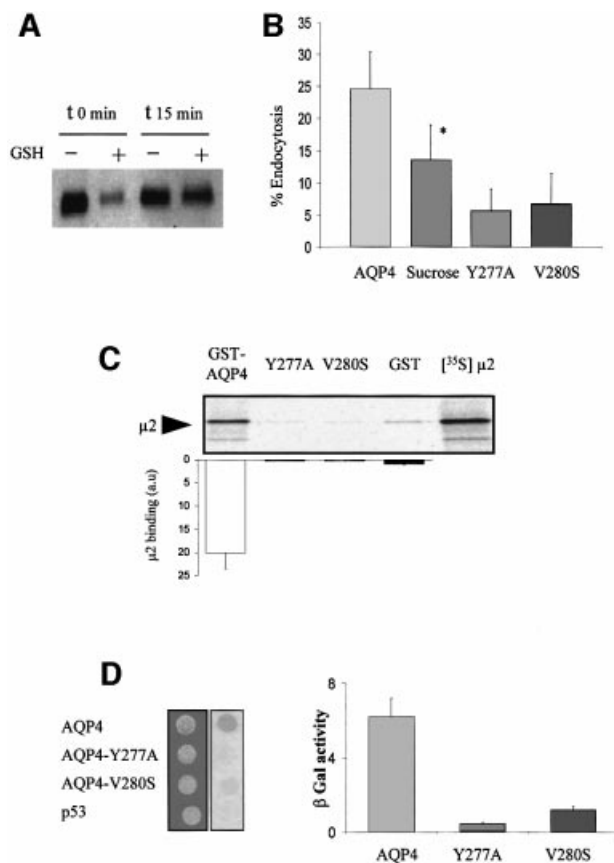 A
t 0 min t 15 min
GSH − + − +
B
% Endocytosis
35
30
25
20
15
10
5
0
*
AQP4 Sucrose Y277A V280S
C
GST-AQP4 Y277A V280S GST [³⁵S] μ2
μ2
μ2 binding (a.u)
0
5
10
15
20
25
D
AQP4
AQP4-Y277A
AQP4-V280S
p53
β Gal activity
8
4
0
AQP4 Y277A V280S